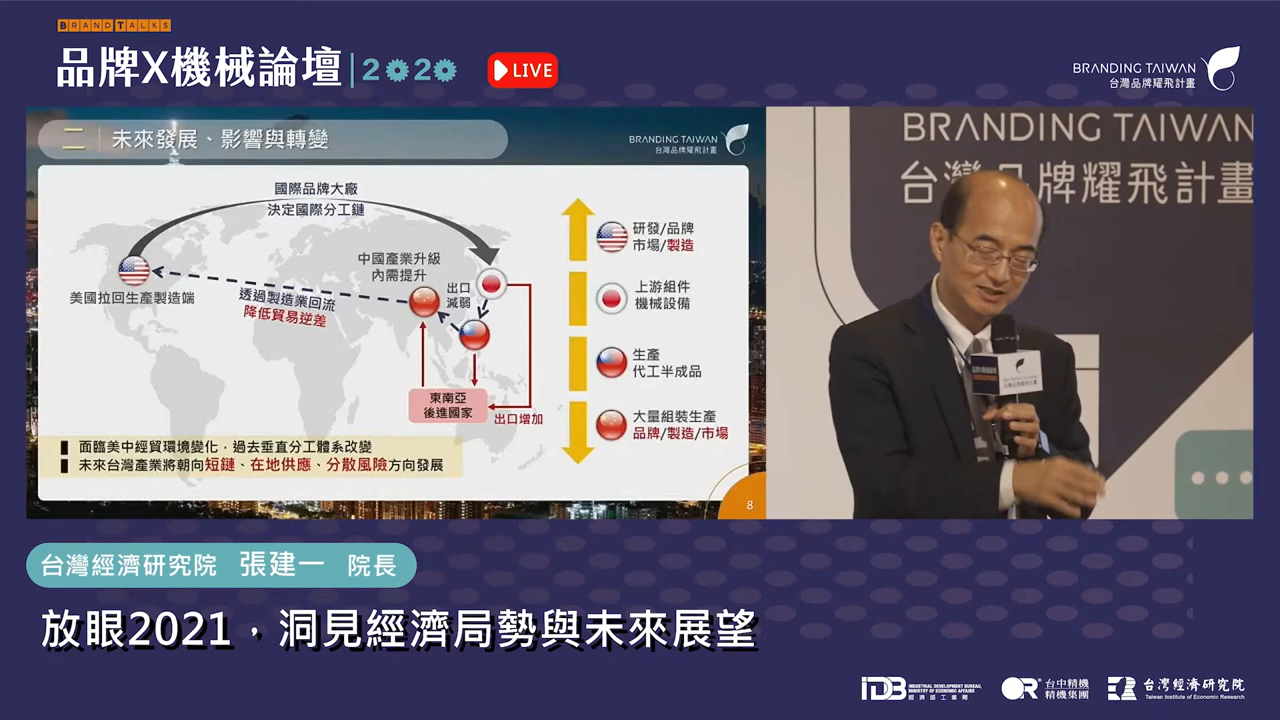 BRANDTALKS
品牌X機械論壇 2020
LIVE
BRANDING TAIWAN
台灣品牌耀飛計畫
二 未來發展、影響與轉變
BRANDING TAIWAN
台灣品牌耀飛計畫
國際品牌大廠
決定國際分工鏈
美國拉回生產製造端
透過製造業回流
降低貿易逆差
中國產業升級
內需提升
出口
減弱
東南亞
後進國家
出口增加
研發/品牌
市場/製造
上游組件
機械設備
生產
代工半成品
大量組裝生產
品牌/製造/市場
面臨美中經貿環境變化，過去垂直分工體系改變
未來台灣產業將朝向短鏈、在地供應、分散風險方向發展
8
BRANDING TAIWAN
台灣品牌耀飛計畫
台灣經濟研究院 張建一 院長
放眼2021，洞見經濟局勢與未來展望
IDB
INDUSTRIAL DEVELOPMENT BUREAU,
MINISTRY OF ECONOMIC AFFAIRS
經濟部工業局
台中精機
精機集團
台灣經濟研究院
Taiwan Institute of Economic Research